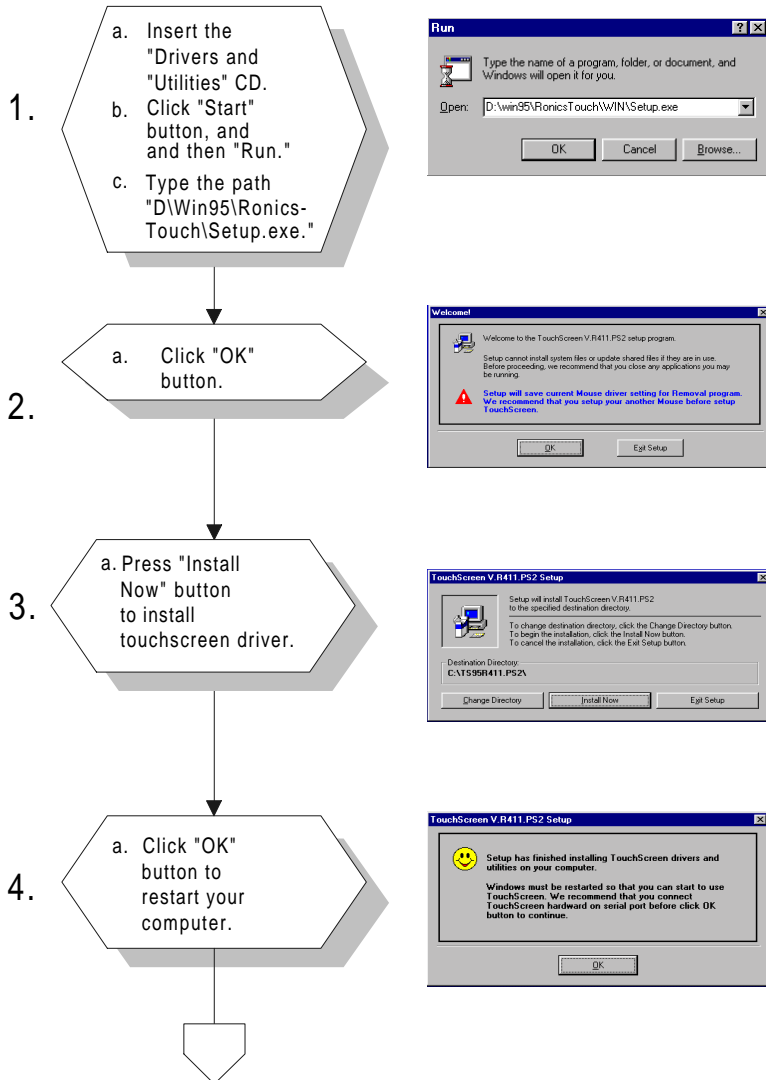 1.
a. Insert the
"Drivers and
"Utilities" CD.
b. Click "Start"
button, and
and then "Run."
c. Type the path
"D\Win95\Ronics-
Touch\Setup.exe."
Run
Type the name of a program, folder, or document, and
Windows will open it for you.
Open: D:\win95\RonicsTouch\WIN\Setup.exe
OK Cancel Browse...
2.
a. Click "OK"
button.
Welcome!
Welcome to the TouchScreen V.R411.PS2 setup program.
Setup cannot install system files or update shared files if they are in use.
Before proceeding, we recommend that you close any applications you may
be running.
Setup will save current Mouse driver setting for Removal program.
We recommend that you setup your another Mouse before setup
TouchScreen.
OK Exit Setup
3.
a. Press "Install
Now" button
to install
touchscreen driver.
TouchScreen V.R411.PS2 Setup
Setup will install TouchScreen V.R411.PS2
to the specified destination directory.
To change destination directory, click the Change Directory button.
To begin the installation, click the Install Now button.
To cancel the installation, click the Exit Setup button.
Destination Directory:
C:\TS95R411.PS2\
Change Directory Install Now Exit Setup
4.
a. Click "OK"
button to
restart your
computer.
TouchScreen V.R411.PS2 Setup
Setup has finished installing TouchScreen drivers and
utilities on your computer.
Windows must be restarted so that you can start to use
TouchScreen. We recommend that you connect
TouchScreen hardward on serial port before click OK
button to continue.
OK